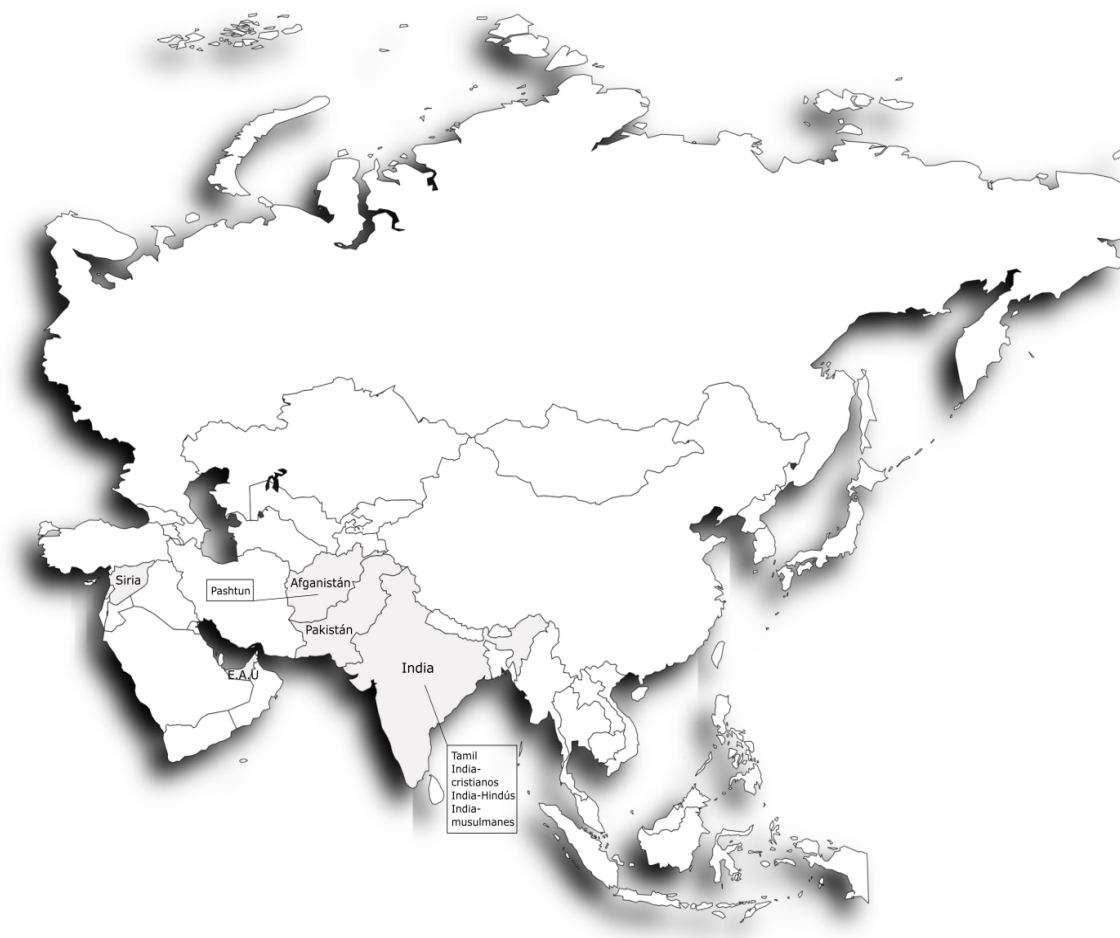 Siria
Pashtun
Afganistán
Pakistán
India
E.A.U
Tamil
India-
cristianos
India-Hindús
India-
musulmanes